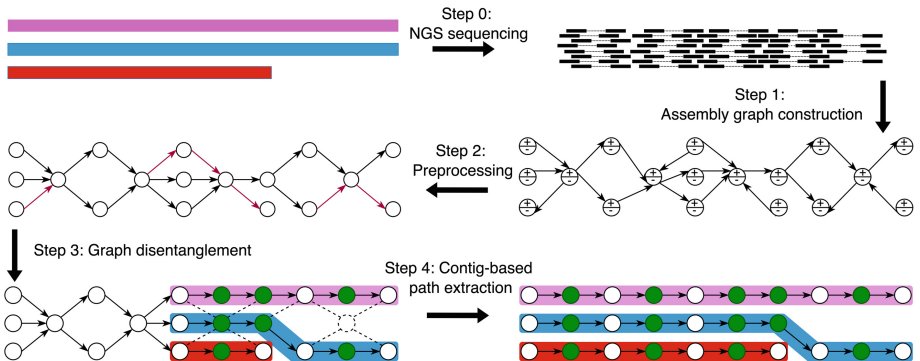 Step 0:
NGS sequencing
Step 1:
Assembly graph construction
Step 2:
Preprocessing
Step 3: Graph disentanglement
Step 4: Contig-based
path extraction